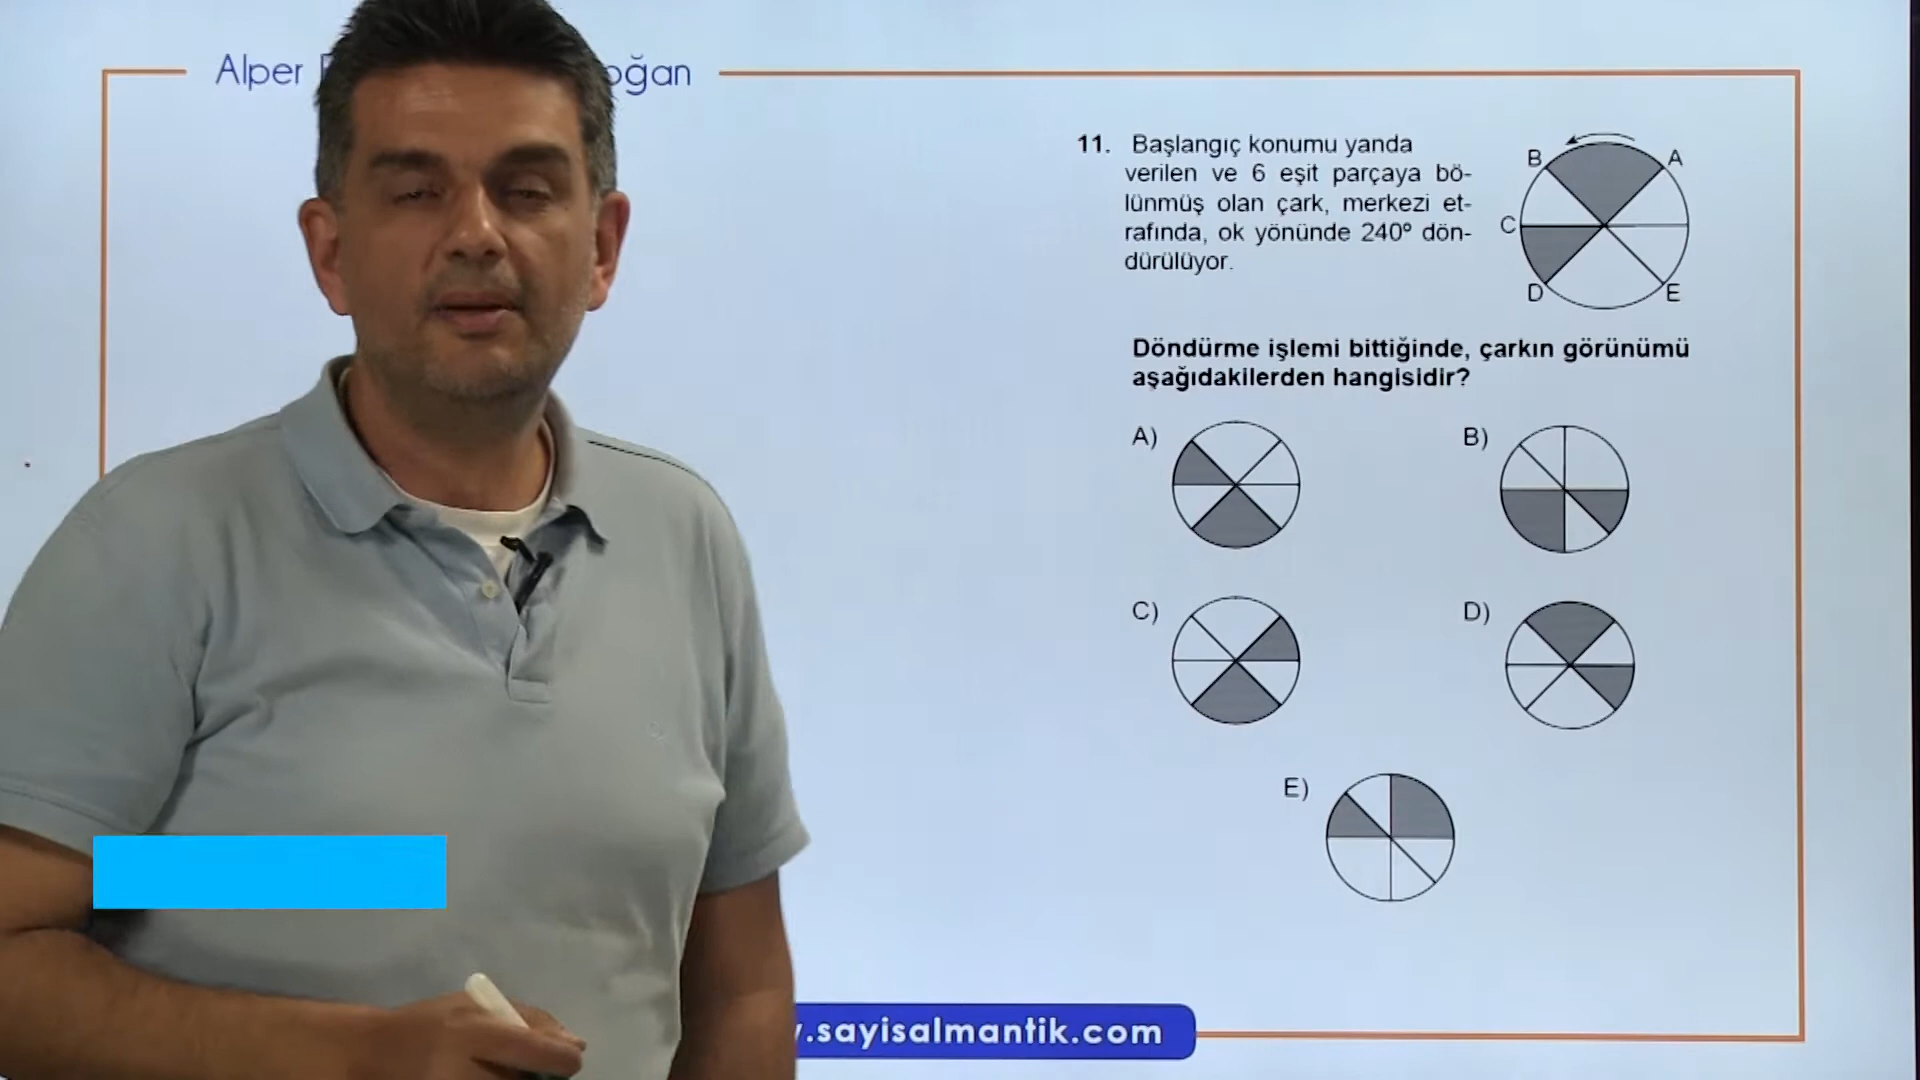 Alper
oğan
11. Başlangıç konumu yanda
verilen ve 6 eşit parçaya bö-
lünmüş olan çark, merkezi et-
rafında, ok yönünde 240º dön-
dürülüyor.
B A
C
D E
Döndürme işlemi bittiğinde, çarkın görünümü
aşağıdakilerden hangisidir?
A) B)
C) D)
E)
.sayisalmantik.com